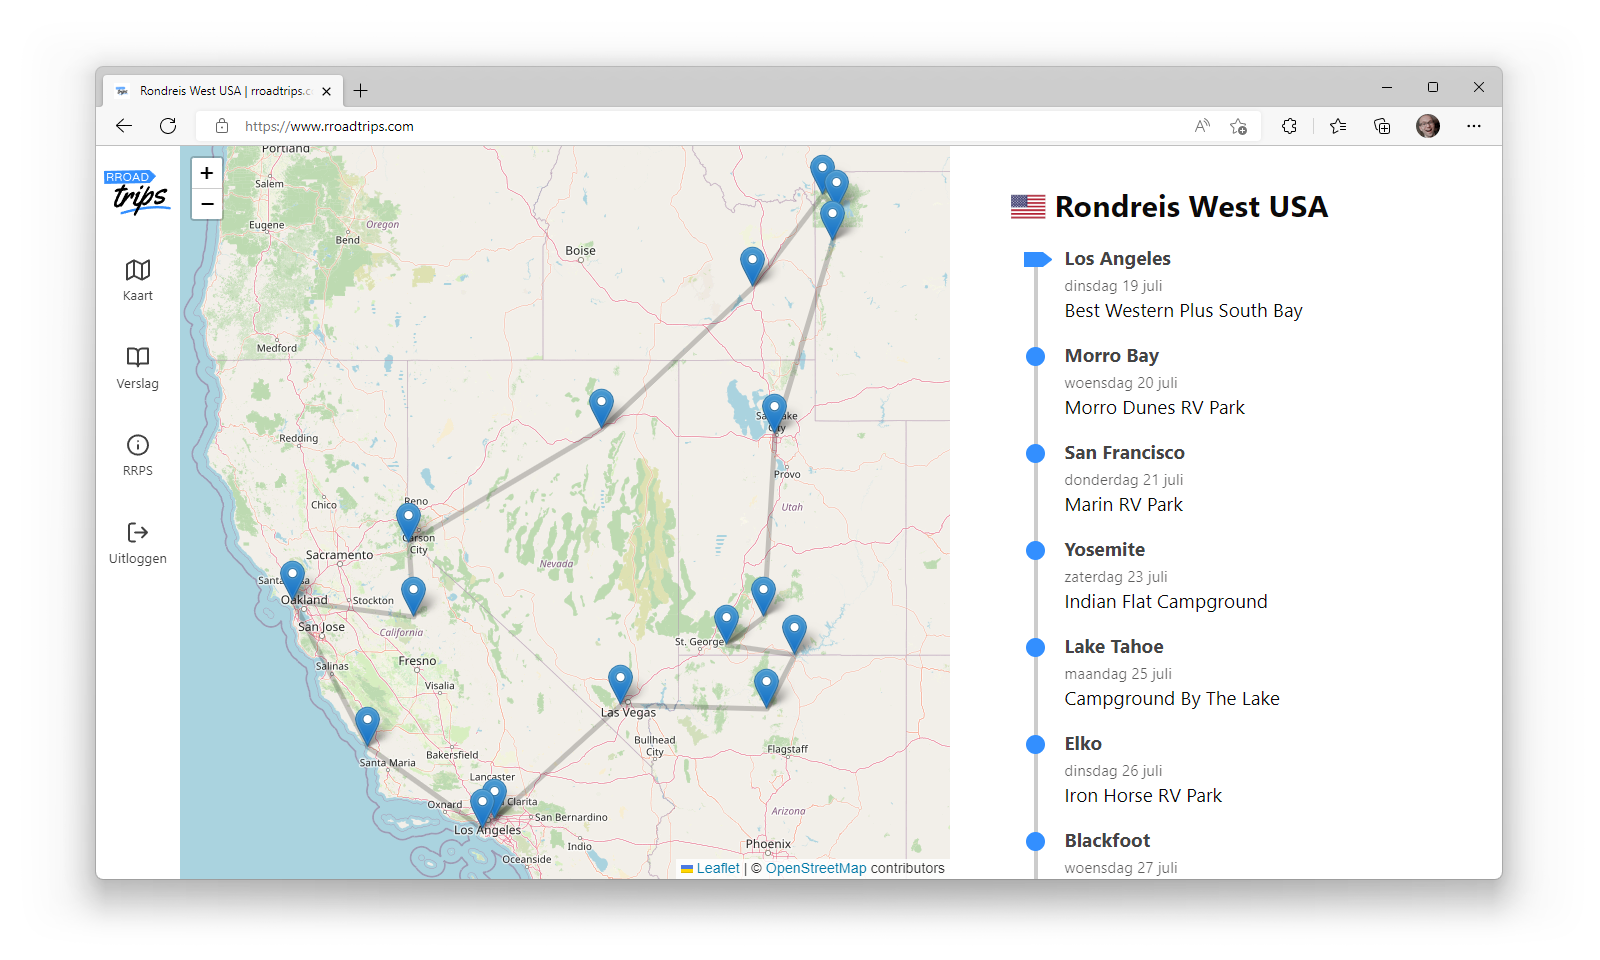 Rondreis West USA | rroadtrips.c
https://www.rroadtrips.com
RROAD
trips
Kaart
Verslag
RRPS
Uitloggen
+
−
Portland
Salem
Eugene
Oregon
Bend
Boise
Medford
Redding
Chico
Reno
Carson
City
Sacramento
Oakland
Stockton
San Jose
California
Nevada
Salinas
Fresno
Visalia
Bakersfield
Santa Maria
Lancaster
Oxnard
Clarita
Los Angeles
San Bernardino
Indio
Oceanside
Las Vegas
Bullhead
City
St. George
Utah
Provo
City
Flagstaff
Arizona
Phoenix
Leaflet | © OpenStreetMap contributors
Rondreis West USA
Los Angeles
dinsdag 19 juli
Best Western Plus South Bay
Morro Bay
woensdag 20 juli
Morro Dunes RV Park
San Francisco
donderdag 21 juli
Marin RV Park
Yosemite
zaterdag 23 juli
Indian Flat Campground
Lake Tahoe
maandag 25 juli
Campground By The Lake
Elko
dinsdag 26 juli
Iron Horse RV Park
Blackfoot
woensdag 27 juli